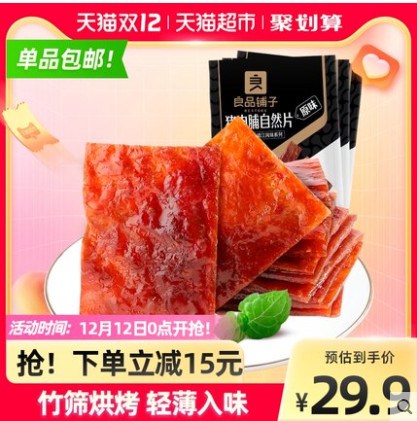 天猫双12 天猫超市 聚划算
单品包邮!
良品铺子
BESTORE
猪肉脯自然片
原味
活动时间:12月12日0点开抢!
抢!下单立减15元
预估到手价
竹筛烘烤 轻薄入味
¥29.9